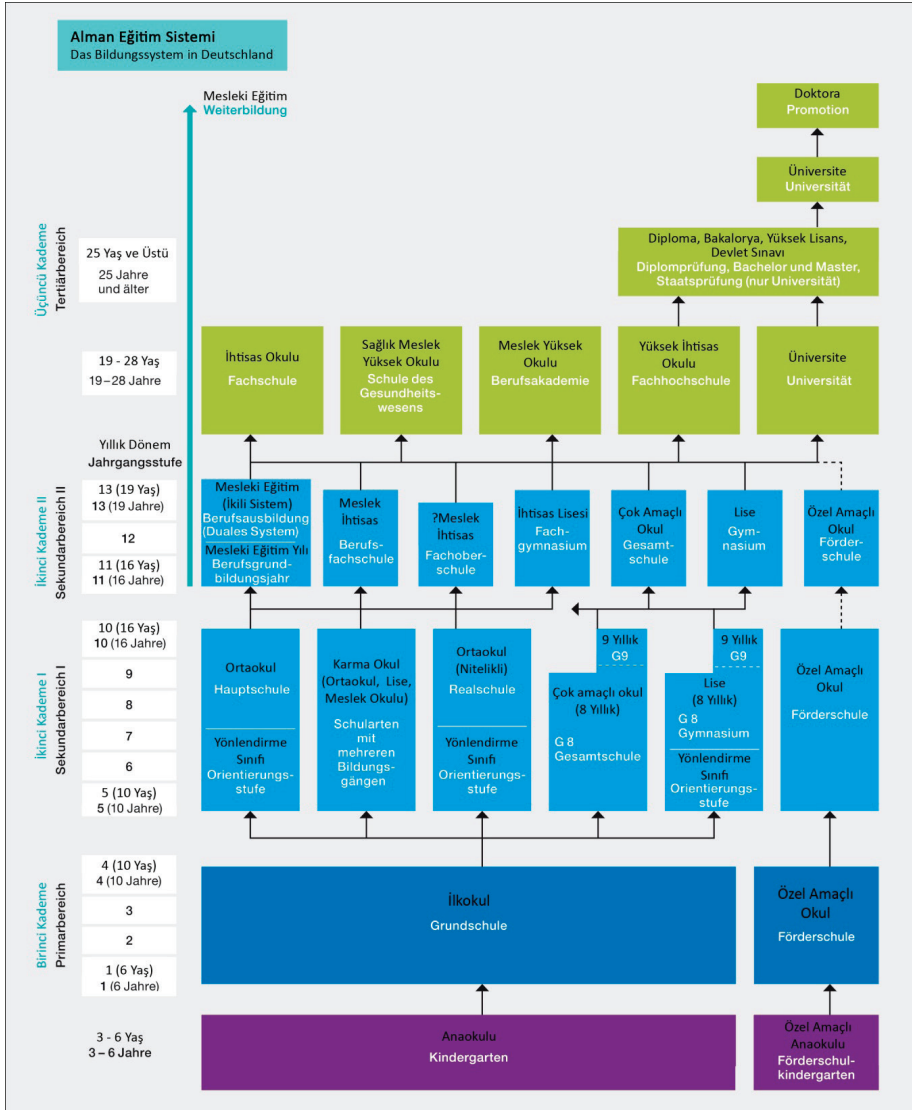 Alman Eğitim Sistemi
Das Bildungssystem in Deutschland
Mesleki Eğitim
Weiterbildung
Doktora
Promotion
Üniversite
Universität
Üçüncü Kademe
Tertiärbereich
25 Yaş ve Üstü
25 Jahre
und älter
Diploma, Bakalorya, Yüksek Lisans,
Devlet Sınavı
Diplomprüfung, Bachelor und Master,
Staatsprüfung (nur Universität)
19 - 28 Yaş
19–28 Jahre
İhtisas Okulu
Fachschule
Sağlık Meslek
Yüksek Okulu
Schule des
Gesundheits-
wesens
Meslek Yüksek
Okulu
Berufsakademie
Yüksek İhtisas
Okulu
Fachhochschule
Üniversite
Universität
Yıllık Dönem
Jahrgangsstufe
İkinci Kademe II
Sekundarbereich II
13 (19 Yaş)
13 (19 Jahre)
12
11 (16 Yaş)
11 (16 Jahre)
Mesleki Eğitim
(İkili Sistem)
Berufsausbildung
(Duales System)
Mesleki Eğitim Yılı
Berufsgrund-
bildungsjahr
Meslek
İhtisas
Berufs-
fachschule
?Meslek
İhtisas
Fachober-
schule
İhtisas Lisesi
Fach-
gymnasium
Çok Amaçlı
Okul
Gesamt-
schule
Lise
Gym-
nasium
Özel Amaçlı
Okul
Förder-
schule
İkinci Kademe I
Sekundarbereich I
10 (16 Yaş)
10 (16 Jahre)
9
8
7
6
5 (10 Yaş)
5 (10 Jahre)
Ortaokul
Hauptschule
Yönlendirme
Sınıfı
Orientierungs-
stufe
Karma Okul
(Ortaokul, Lise,
Meslek Okulu)
Schularten
mit
mehreren
Bildungs-
gängen
Ortaokul
(Nitelikli)
Realschule
Yönlendirme
Sınıfı
Orientierungs-
stufe
9 Yıllık
G9
Çok amaçlı okul
(8 Yıllık)
G 8
Gesamtschule
9 Yıllık
G9
Lise
(8 Yıllık)
G 8
Gymnasium
Yönlendirme
Sınıfı
Orientierungs-
stufe
Özel Amaçlı
Okul
Förderschule
Birinci Kademe
Primarbereich
4 (10 Yaş)
4 (10 Jahre)
3
2
1 (6 Yaş)
1 (6 Jahre)
İlkokul
Grundschule
Özel Amaçlı
Okul
Förderschule
3 - 6 Yaş
3 – 6 Jahre
Anaokulu
Kindergarten
Özel Amaçlı
Anaokulu
Förderschul-
kindergarten